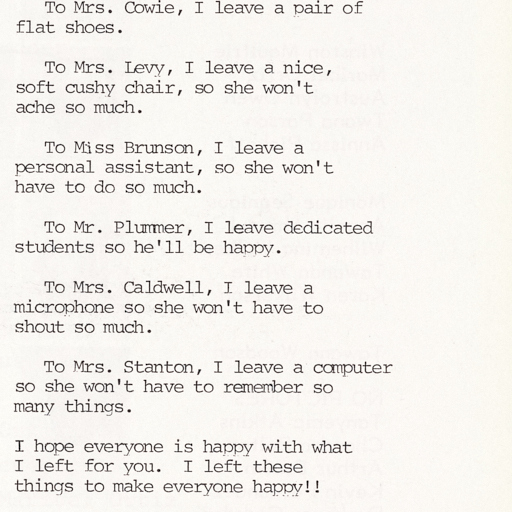 To Mrs. Cowie, I leave a pair of
flat shoes.
To Mrs. Levy, I leave a nice,
soft cushy chair, so she won't
ache so much.
To Miss Brunson, I leave a
personal assistant, so she won't
have to do so much.
To Mr. Plummer, I leave dedicated
students so he'll be happy.
To Mrs. Caldwell, I leave a
microphone so she won't have to
shout so much.
To Mrs. Stanton, I leave a computer
so she won't have to remember so
many things.
I hope everyone is happy with what
I left for you. I left these
things to make everyone happy!!